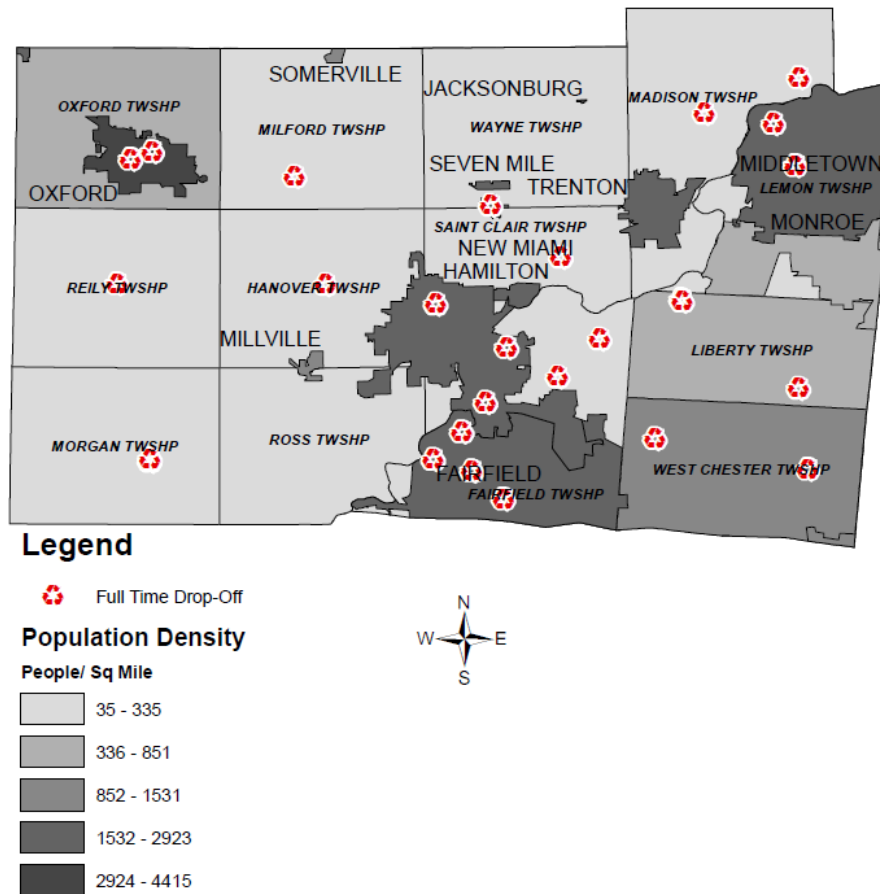 SOMERVILLE
JACKSONBURG
OXFORD TWSHP
MADISON TWSHP
MILFORD TWSHP
WAYNE TWSHP
SEVEN MILE
MIDDLETOWN
OXFORD
TRENTON
LEMON TWSHP
SAINT CLAIR TWSHP
MONROE
NEW MIAMI
HAMILTON
REILY TWSHP
HANOVER TWSHP
MILLVILLE
LIBERTY TWSHP
MORGAN TWSHP
ROSS TWSHP
FAIRFIELD
WEST CHESTER TWSHP
FAIRFIELD TWSHP
Legend
Full Time Drop-Off
N
W E
S
Population Density
People/ Sq Mile
35 - 335
336 - 851
852 - 1531
1532 - 2923
2924 - 4415